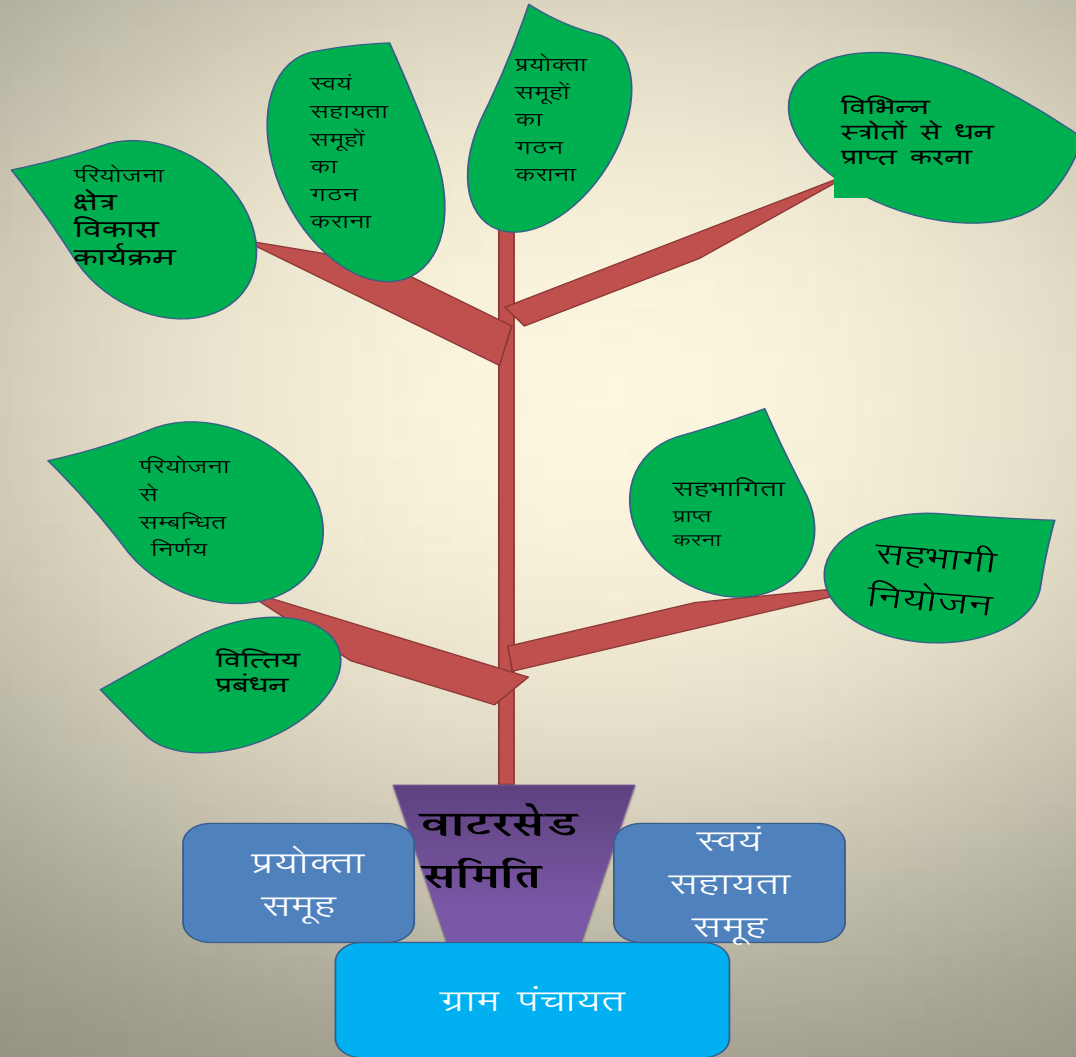 प्रयोक्ता
समूहों
का
गठन
कराना
स्वयं
सहायता
समूहों
का
गठन
कराना
विभिन्न
स्त्रोतों से धन
प्राप्त करना
परियोजना
क्षेत्र
विकास
कार्यक्रम
परियोजना
से
सम्बन्धित
निर्णय
सहभागिता
प्राप्त
करना
सहभागी
नियोजन
वित्तिय
प्रबंधन
वाटरसेड
समिति
प्रयोक्ता
समूह
स्वयं
सहायता
समूह
ग्राम पंचायत